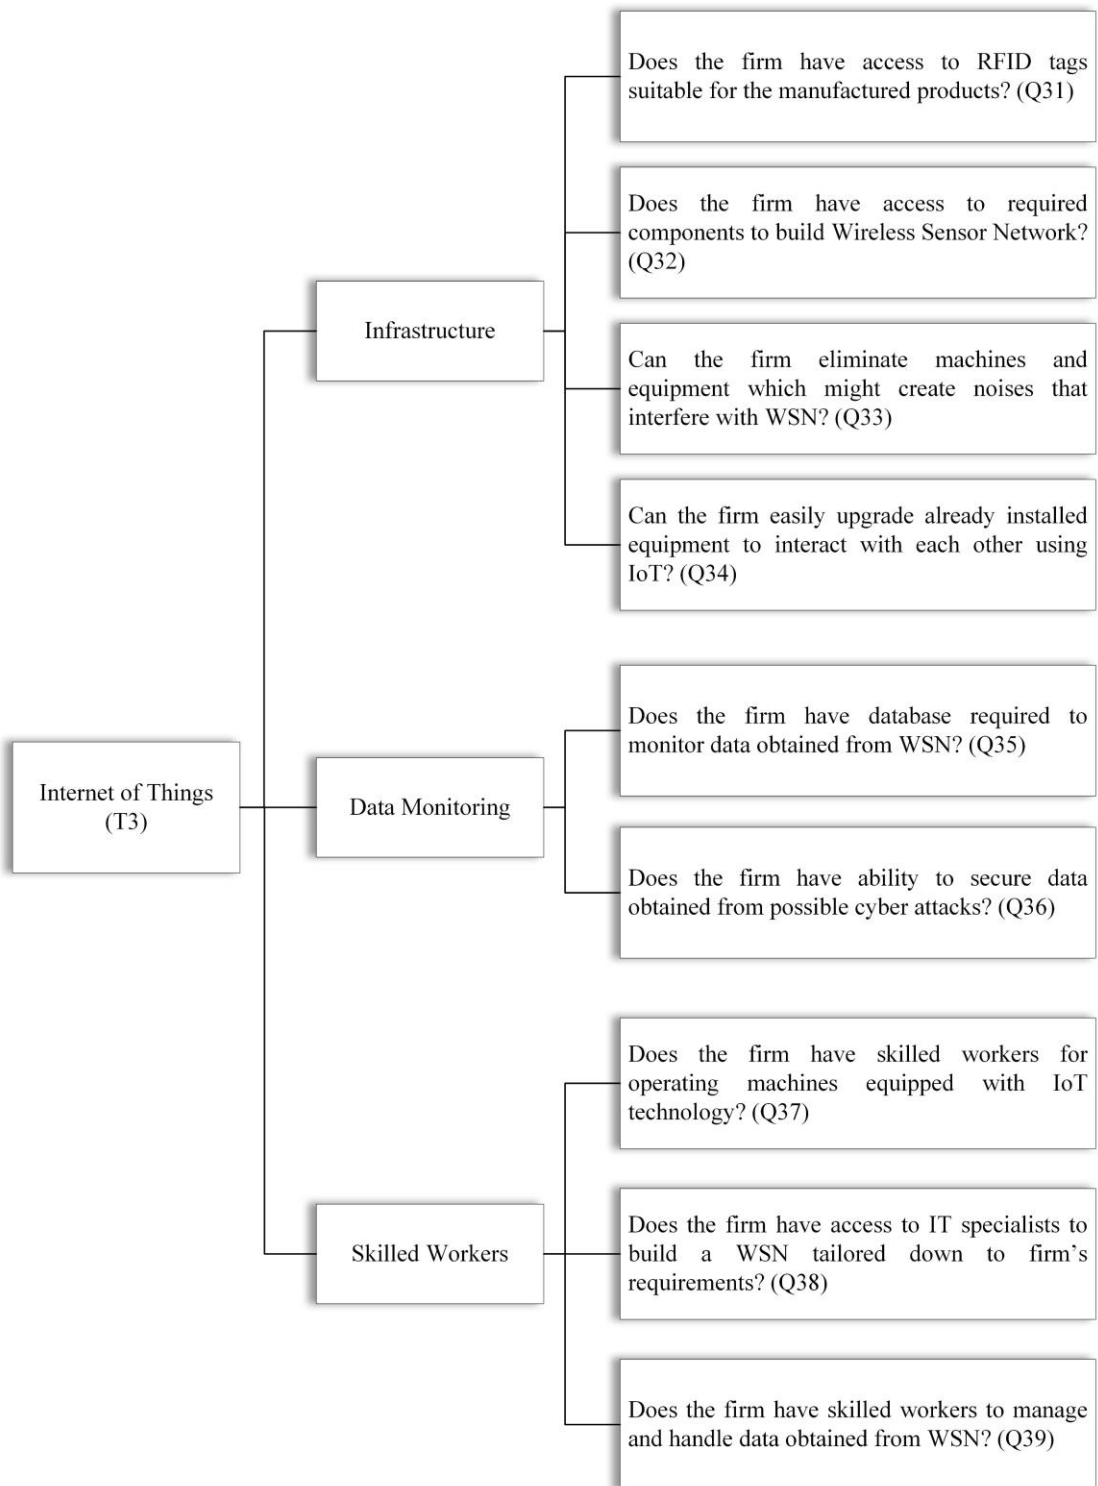 Does the firm have access to RFID tags
suitable for the manufactured products? (Q31)
Does the firm have access to required
components to build Wireless Sensor Network?
(Q32)
Infrastructure
Can the firm eliminate machines and
equipment which might create noises that
interfere with WSN? (Q33)
Can the firm easily upgrade already installed
equipment to interact with each other using
IoT? (Q34)
Internet of Things
(T3)
Data Monitoring
Does the firm have database required to
monitor data obtained from WSN? (Q35)
Does the firm have ability to secure data
obtained from possible cyber attacks? (Q36)
Skilled Workers
Does the firm have skilled workers for
operating machines equipped with IoT
technology? (Q37)
Does the firm have access to IT specialists to
build a WSN tailored down to firm’s
requirements? (Q38)
Does the firm have skilled workers to manage
and handle data obtained from WSN? (Q39)